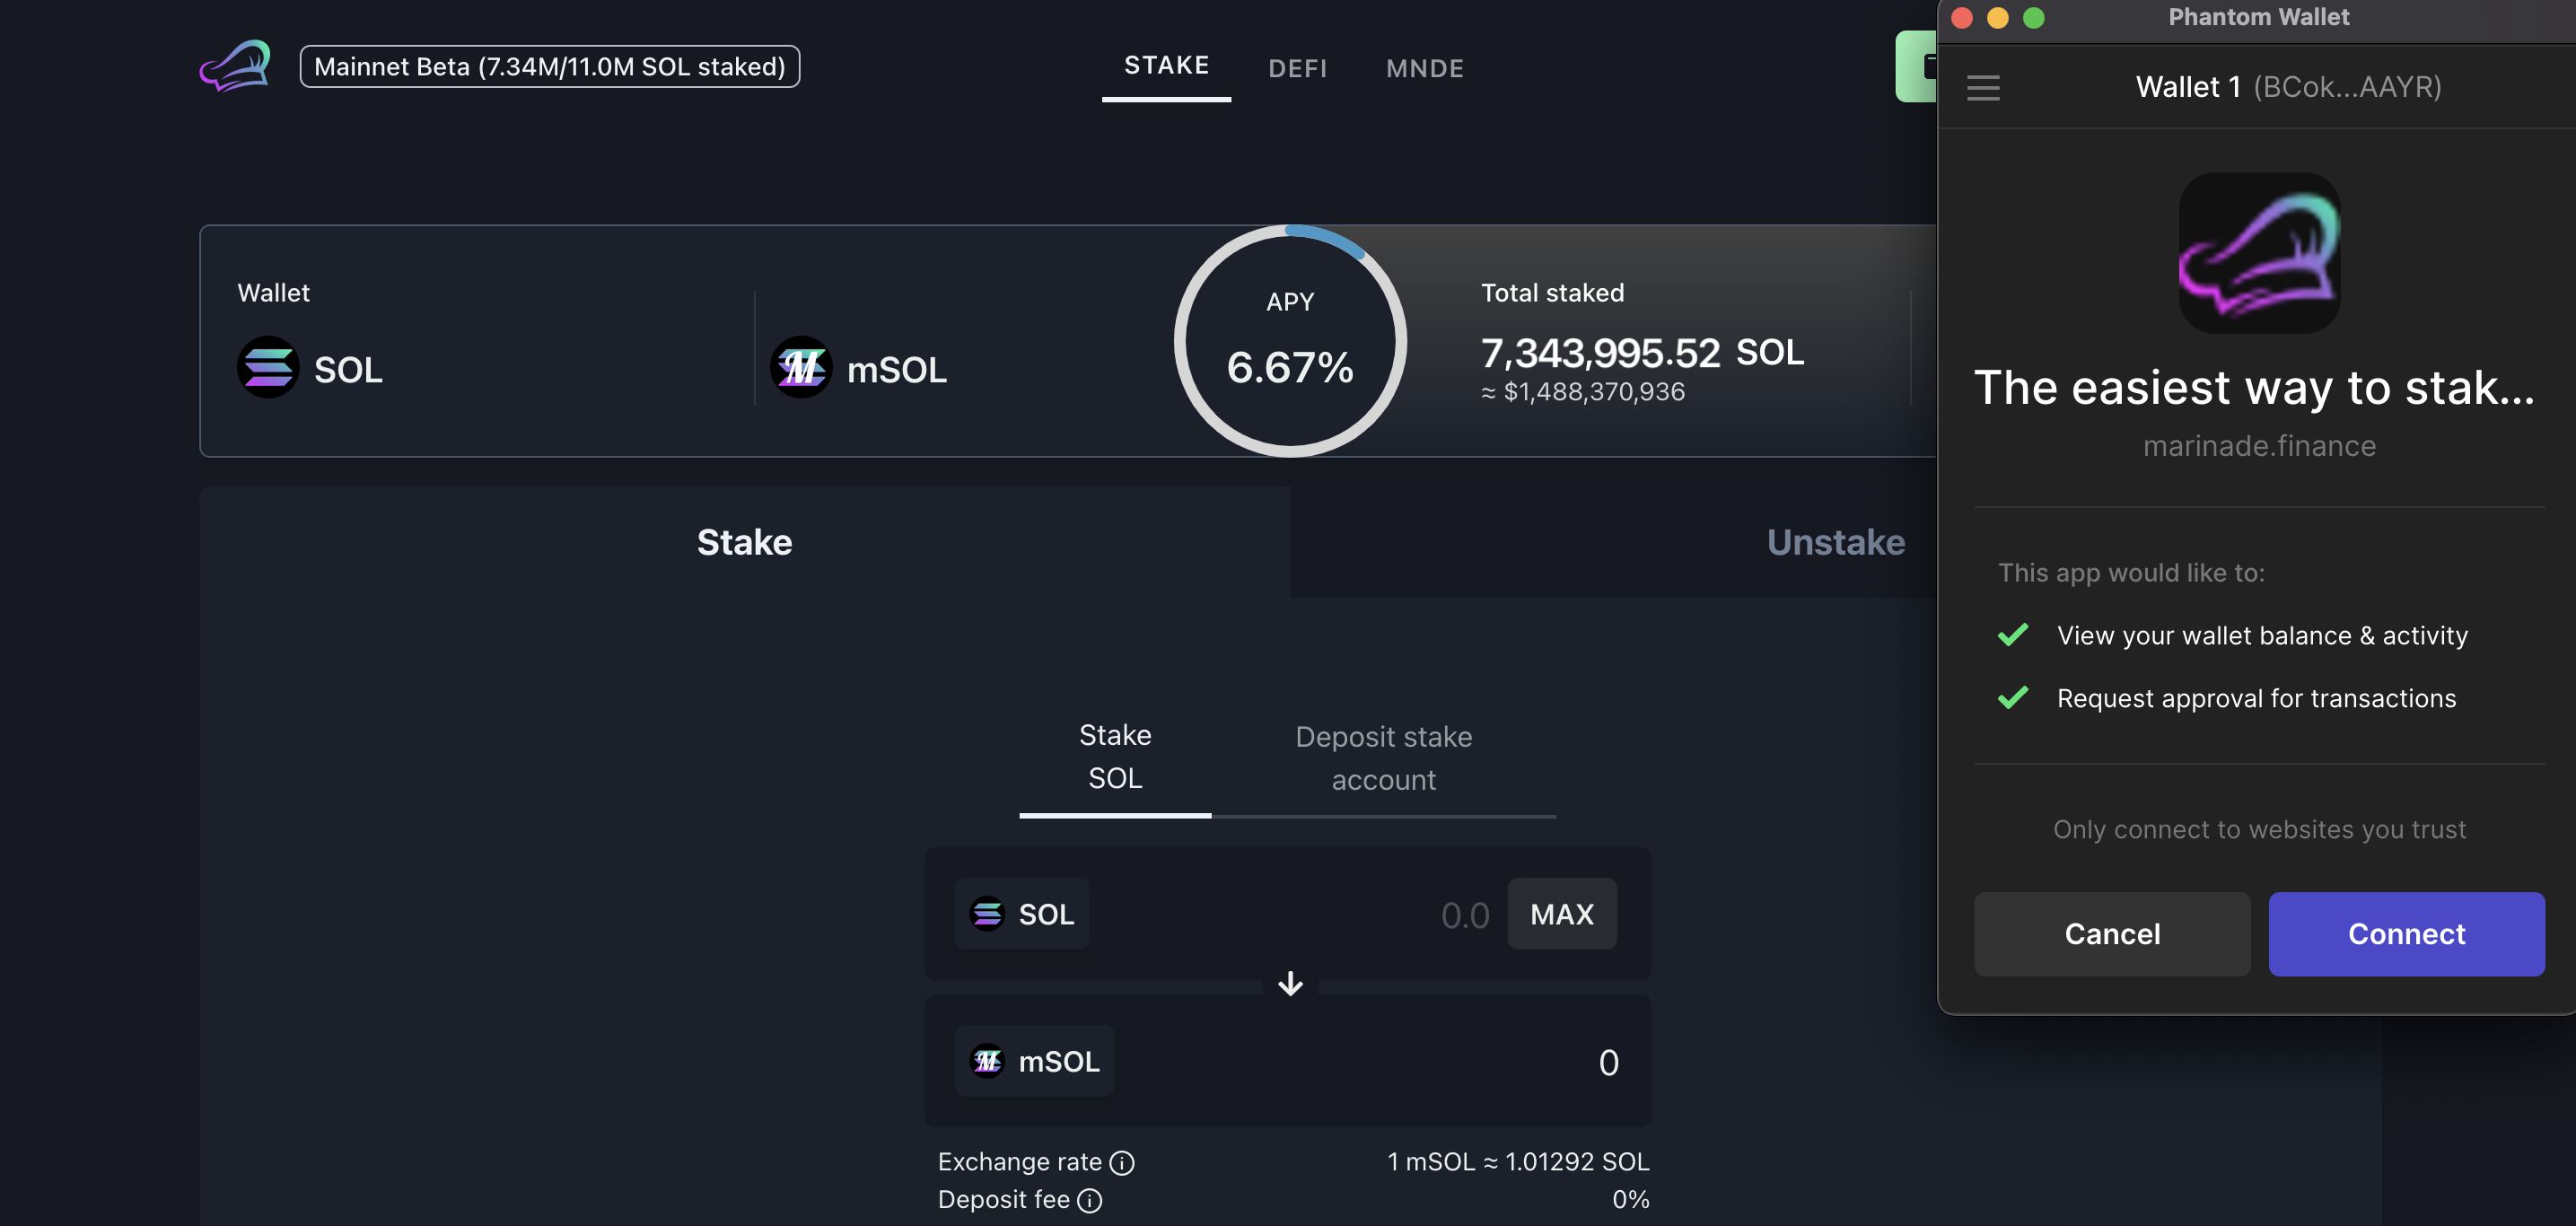 Mainnet Beta (7.34M/11.0M SOL staked)
STAKE
DEFI
MNDE
Wallet
SOL
mSOL
APY
6.67%
Total staked
7,343,995.52 SOL
≈ $1,488,370,936
Stake
Unstake
Stake
SOL
Deposit stake
account
SOL
0.0
MAX
mSOL
0
Exchange rate
1 mSOL ≈ 1.01292 SOL
Deposit fee
0%
Phantom Wallet
Wallet 1 (BCok...AAYR)
The easiest way to stak...
marinade.finance
This app would like to:
View your wallet balance & activity
Request approval for transactions
Only connect to websites you trust
Cancel
Connect